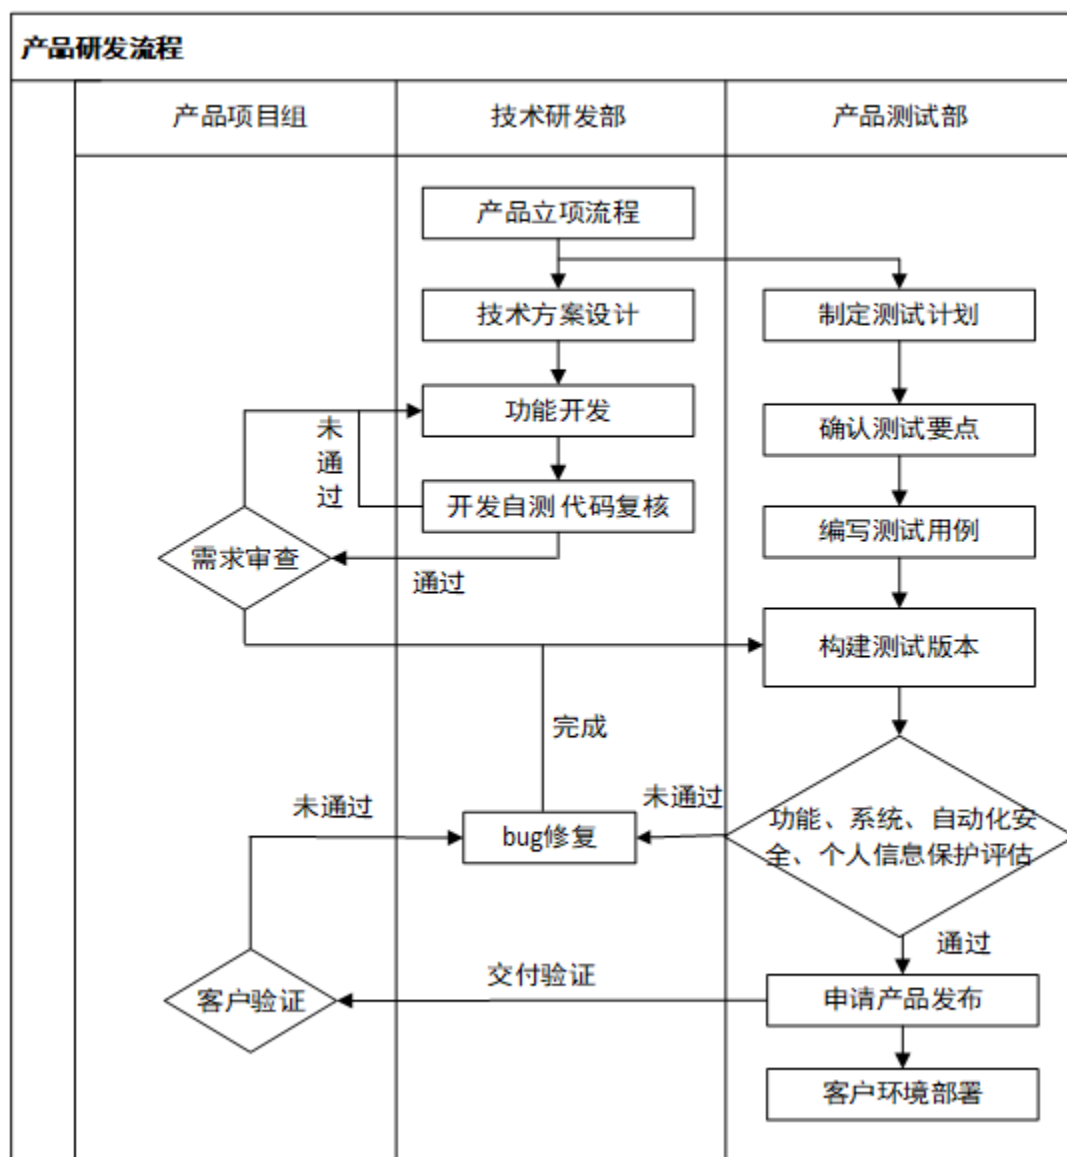 产品研发流程
产品项目组
技术研发部
产品测试部
产品立项流程
技术方案设计
制定测试计划
功能开发
未
通
过
确认测试要点
开发自测 代码复核
编写测试用例
需求审查
通过
构建测试版本
完成
未通过
未通过
bug修复
功能、系统、自动化安
全、个人信息保护评估
通过
交付验证
客户验证
申请产品发布
客户环境部署